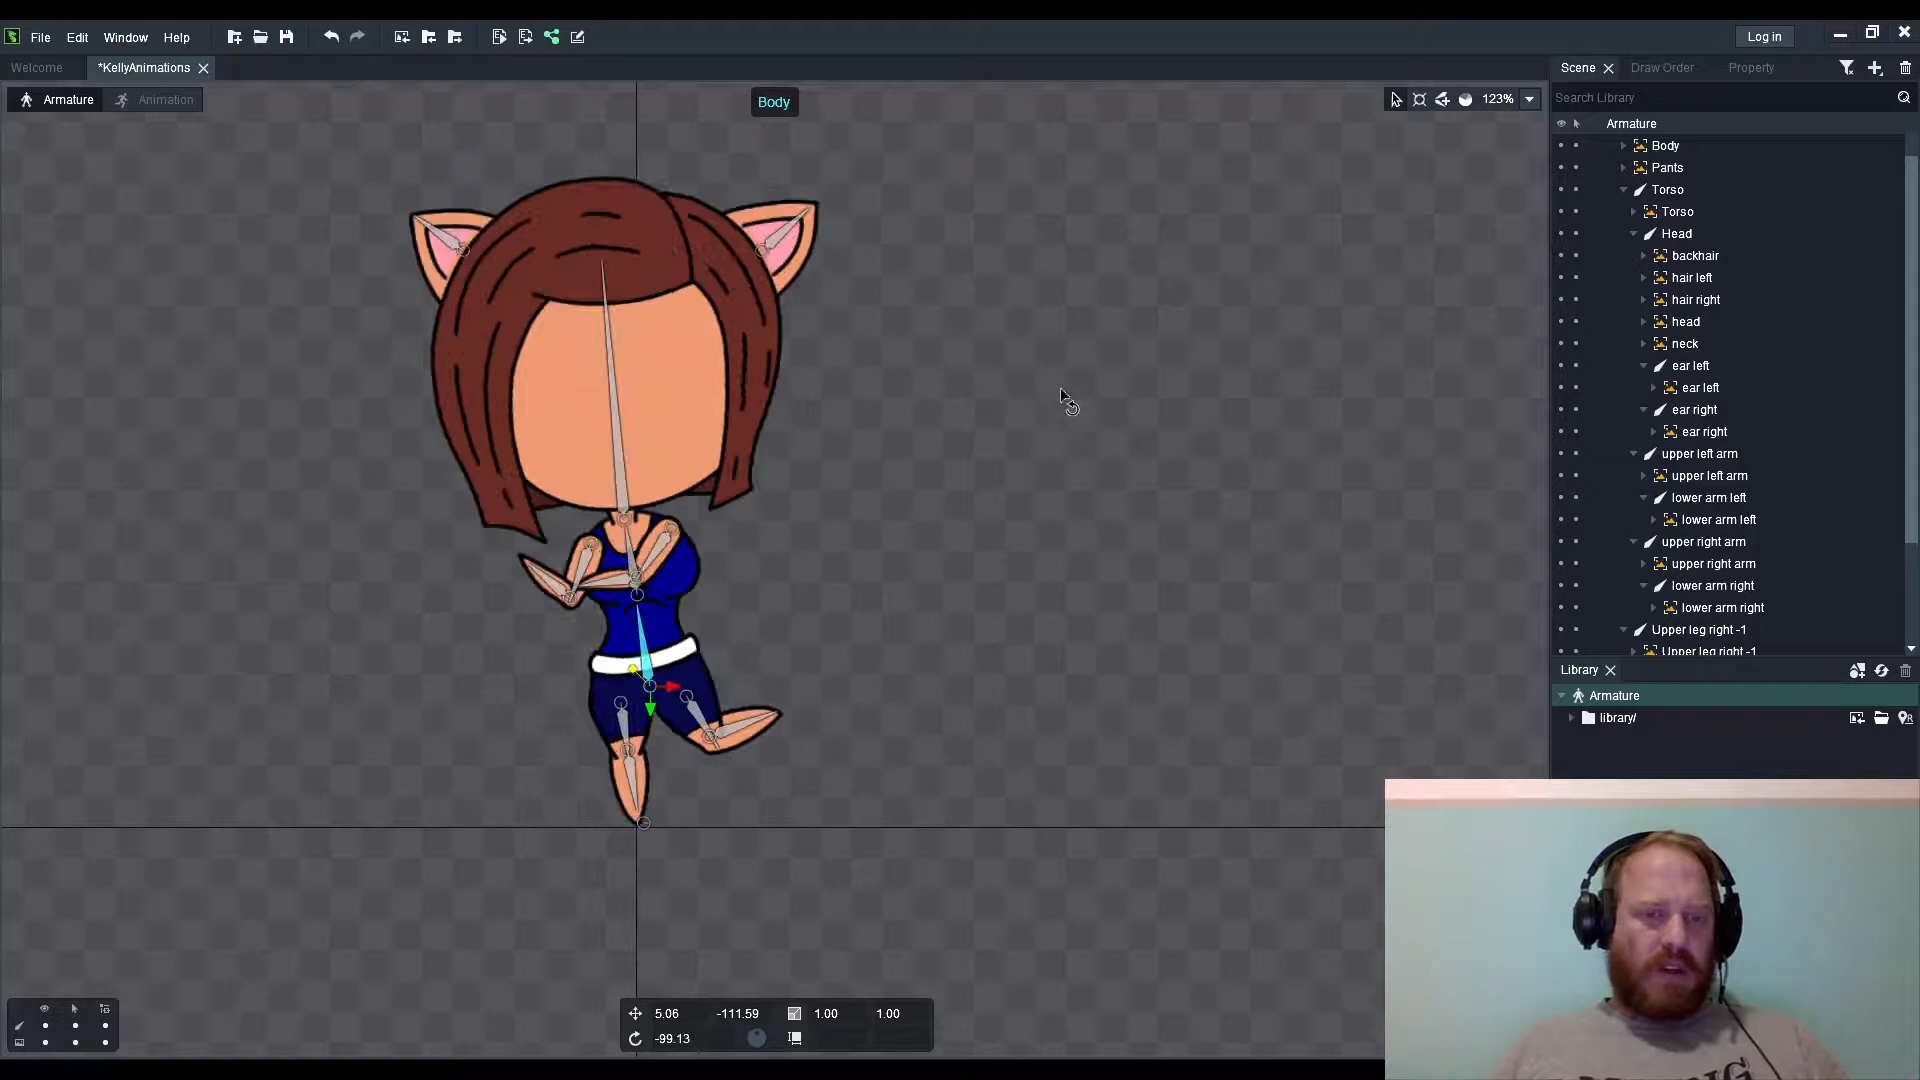 File Edit Window Help Log in
Welcome *KellyAnimations Scene Draw Order Property
Armature Animation Body 123% Search Library
Armature
Body
Pants
Torso
Torso
Head
backhair
hair left
hair right
head
neck
ear left
ear left
ear right
ear right
upper left arm
upper left arm
lower arm left
lower arm left
upper right arm
upper right arm
lower arm right
lower arm right
Upper leg right -1
Upper leg right -1
Library
Armature
library/
5.06 -111.59 1.00 1.00
-99.13